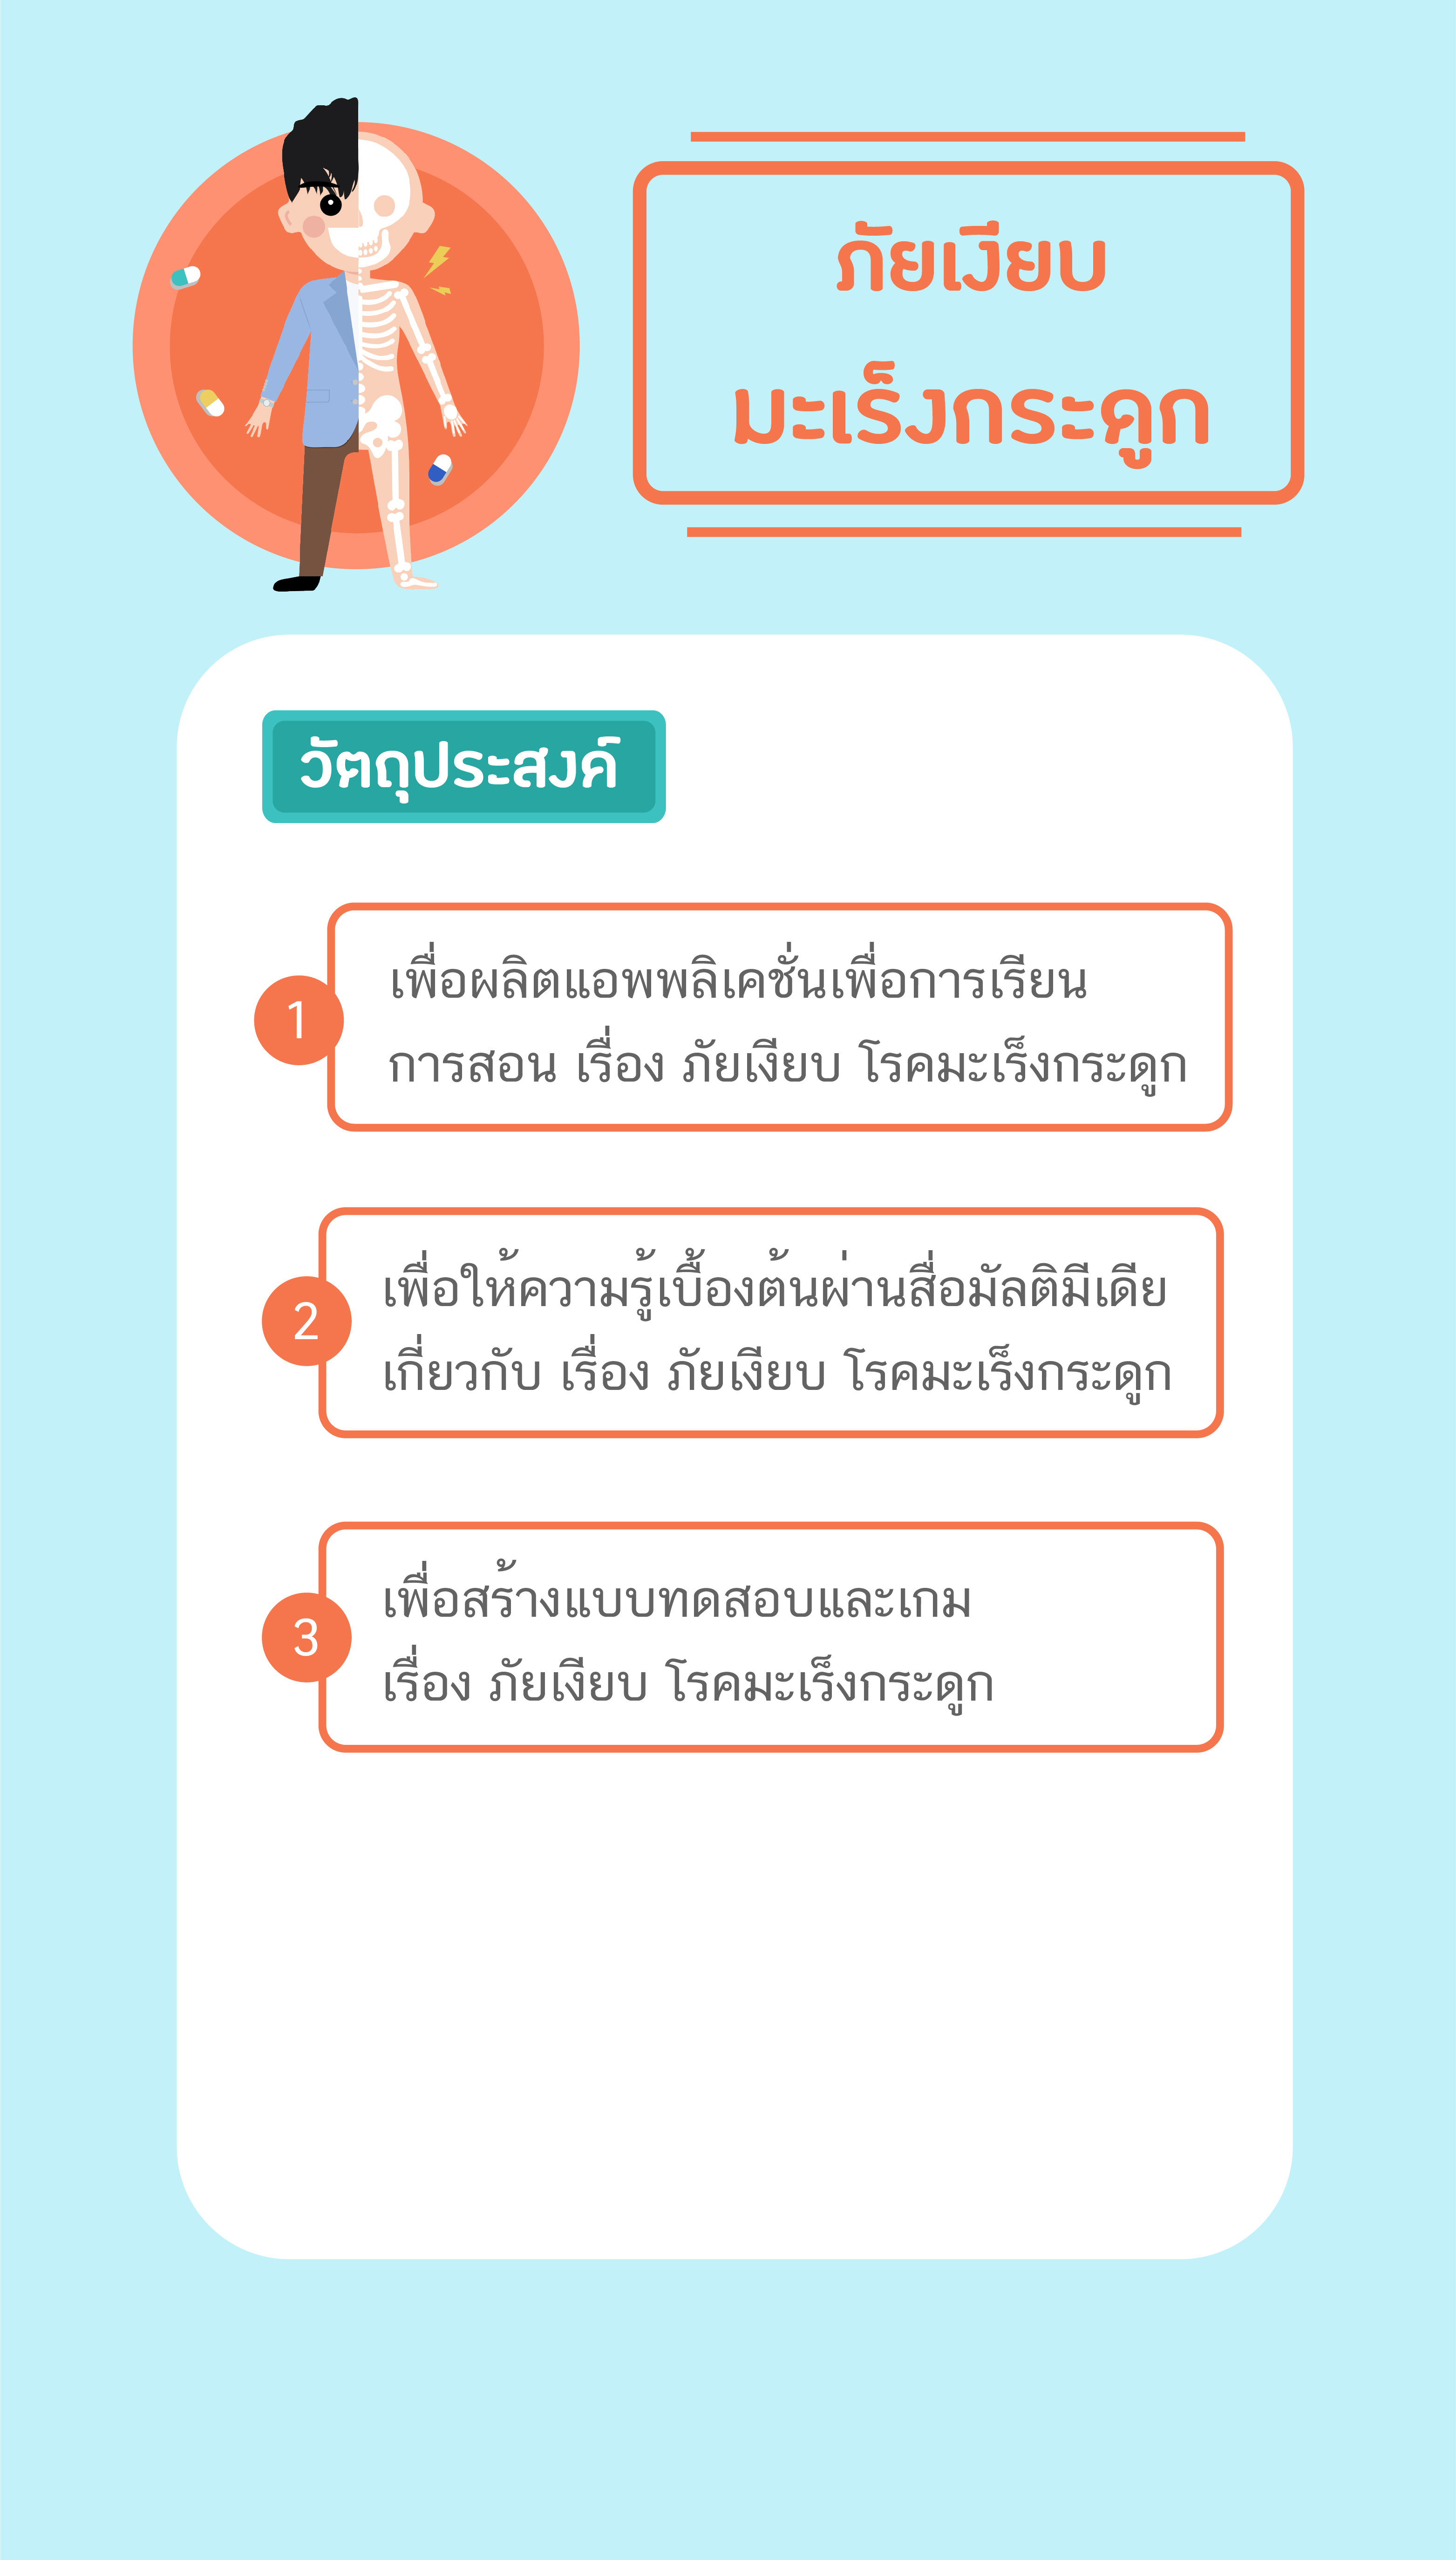 ภัยเงียบ
มะเร็งกระดูก
วัตถุประสงค์
1
เพื่อผลิตแอพพลิเคชั่นเพื่อการเรียน
การสอน เรื่อง ภัยเงียบ โรคมะเร็งกระดูก
2
เพื่อให้ความรู้เบื้องต้นผ่านสื่อมัลติมีเดีย
เกี่ยวกับ เรื่อง ภัยเงียบ โรคมะเร็งกระดูก
3
เพื่อสร้างแบบทดสอบและเกม
เรื่อง ภัยเงียบ โรคมะเร็งกระดูก